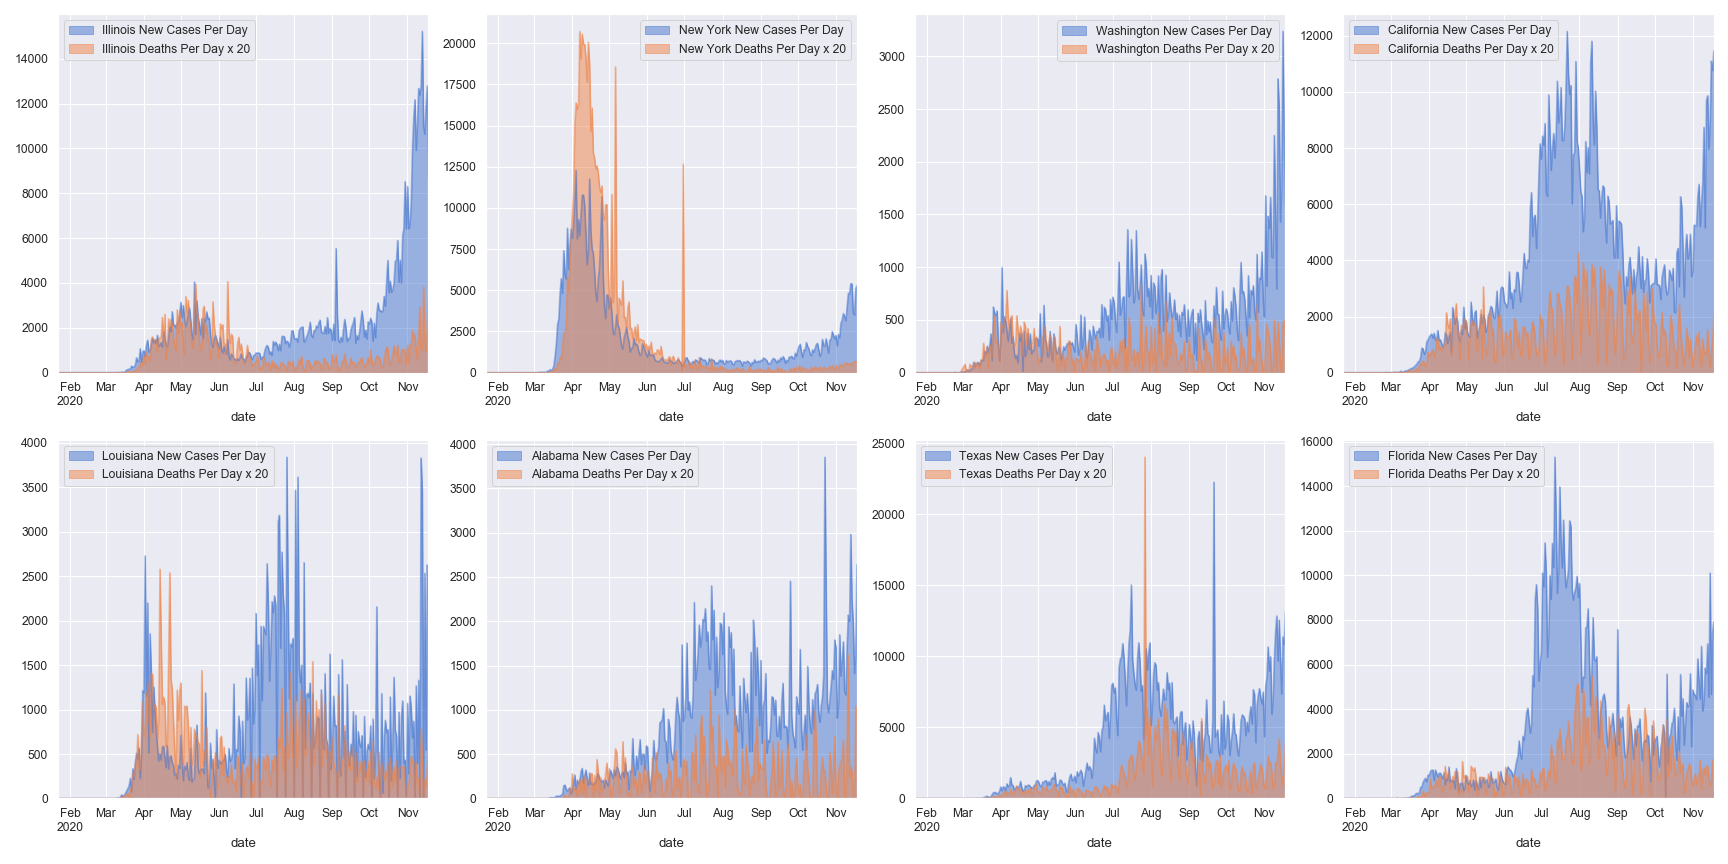 Illinois New Cases Per Day
Illinois Deaths Per Day x 20
14000
12000
10000
8000
6000
4000
2000
0
Feb Mar Apr May Jun Jul Aug Sep Oct Nov
2020
date
New York New Cases Per Day
New York Deaths Per Day x 20
20000
17500
15000
12500
10000
7500
5000
2500
0
Feb Mar Apr May Jun Jul Aug Sep Oct Nov
2020
date
Washington New Cases Per Day
Washington Deaths Per Day x 20
3000
2500
2000
1500
1000
500
0
Feb Mar Apr May Jun Jul Aug Sep Oct Nov
2020
date
California New Cases Per Day
California Deaths Per Day x 20
12000
10000
8000
6000
4000
2000
0
Feb Mar Apr May Jun Jul Aug Sep Oct Nov
2020
date
Louisiana New Cases Per Day
Louisiana Deaths Per Day x 20
4000
3500
3000
2500
2000
1500
1000
500
0
Feb Mar Apr May Jun Jul Aug Sep Oct Nov
2020
date
Alabama New Cases Per Day
Alabama Deaths Per Day x 20
4000
3500
3000
2500
2000
1500
1000
500
0
Feb Mar Apr May Jun Jul Aug Sep Oct Nov
2020
date
Texas New Cases Per Day
Texas Deaths Per Day x 20
25000
20000
15000
10000
5000
0
Feb Mar Apr May Jun Jul Aug Sep Oct Nov
2020
date
Florida New Cases Per Day
Florida Deaths Per Day x 20
16000
14000
12000
10000
8000
6000
4000
2000
0
Feb Mar Apr May Jun Jul Aug Sep Oct Nov
2020
date